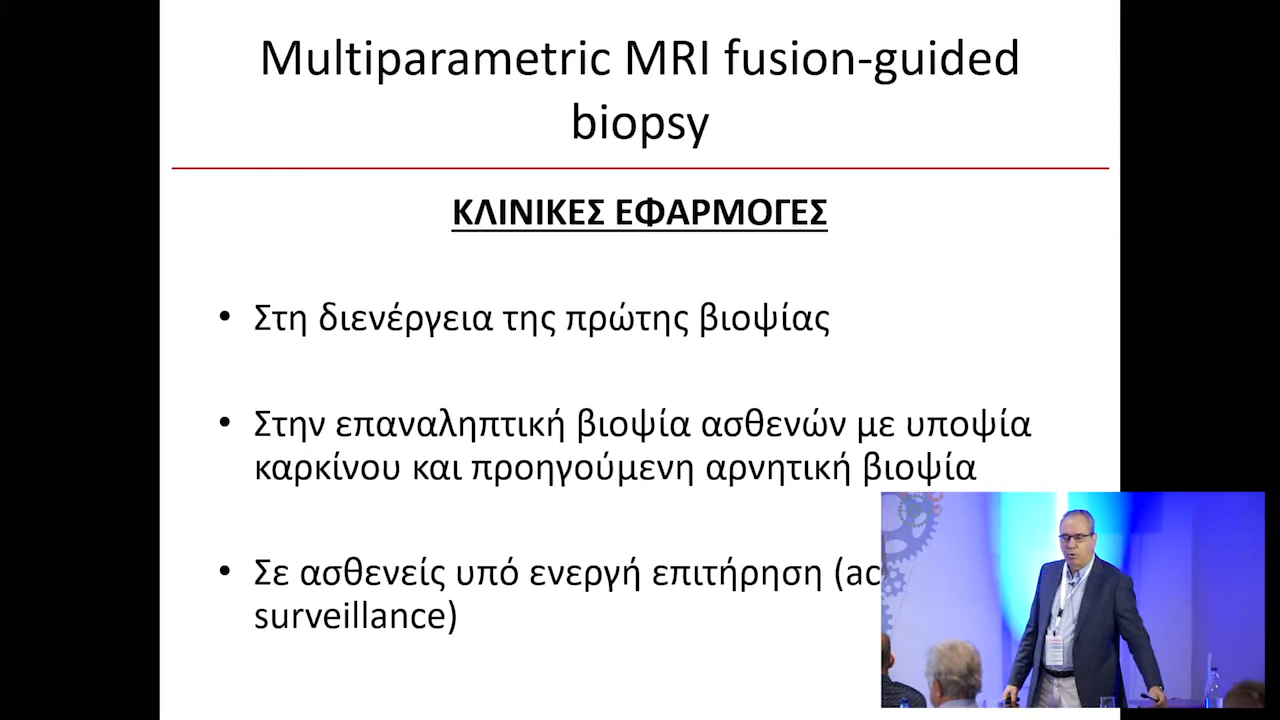 Multiparametric MRI fusion-guided
biopsy
ΚΛΙΝΙΚΕΣ ΕΦΑΡΜΟΓΕΣ
• Στη διενέργεια της πρώτης βιοψίας
• Στην επαναληπτική βιοψία ασθενών με υποψία
καρκίνου και προηγούμενη αρνητική βιοψία
• Σε ασθενείς υπό ενεργή επιτήρηση
surveillance)